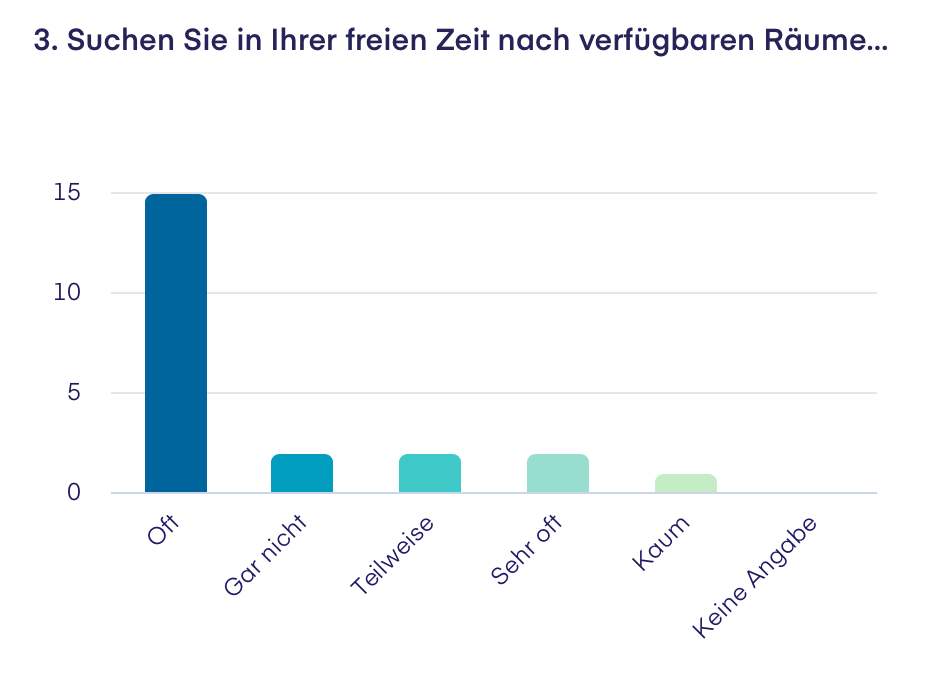 3. Suchen Sie in Ihrer freien Zeit nach verfügbaren Räume...
15
10
5
0
Oft
Gar nicht
Teilweise
Sehr oft
Kaum
Keine Angabe